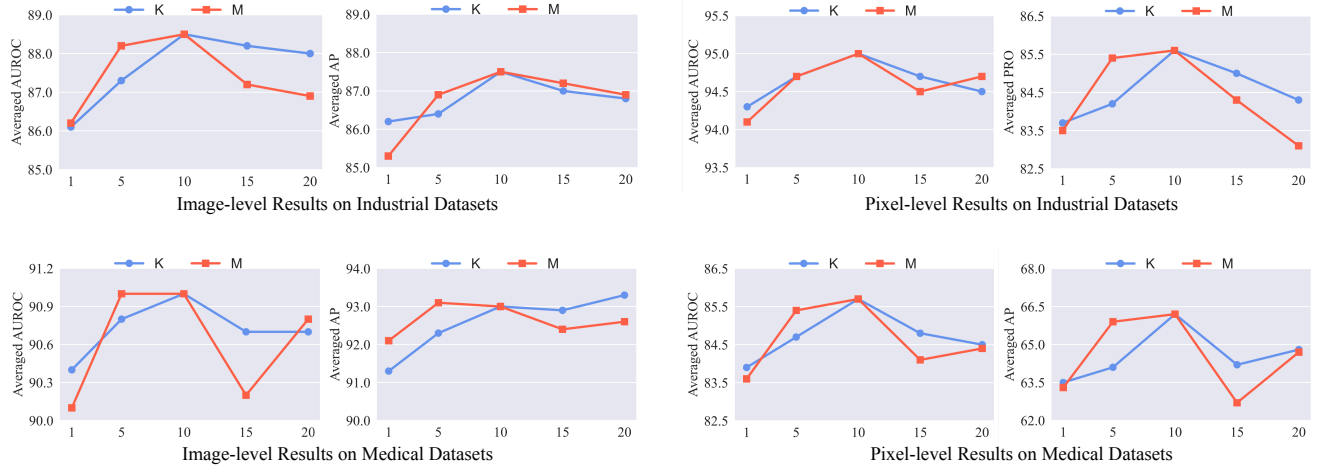 K M
Averaged AUROC
89.0
88.0
87.0
86.0
85.0
1 5 10 15 20
K M
Averaged AP
89.0
88.0
87.0
86.0
85.0
1 5 10 15 20
Image-level Results on Industrial Datasets
K M
Averaged AUROC
95.5
95.0
94.5
94.0
93.5
1 5 10 15 20
K M
Averaged PRO
86.5
85.5
84.5
83.5
82.5
1 5 10 15 20
Pixel-level Results on Industrial Datasets
K M
Averaged AUROC
91.2
90.9
90.6
90.3
90.0
1 5 10 15 20
K M
Averaged AP
94.0
93.0
92.0
91.0
90.0
1 5 10 15 20
Image-level Results on Medical Datasets
K M
Averaged AUROC
86.5
85.5
84.5
83.5
82.5
1 5 10 15 20
K M
Averaged AP
68.0
66.5
65.0
63.5
62.0
1 5 10 15 20
Pixel-level Results on Medical Datasets